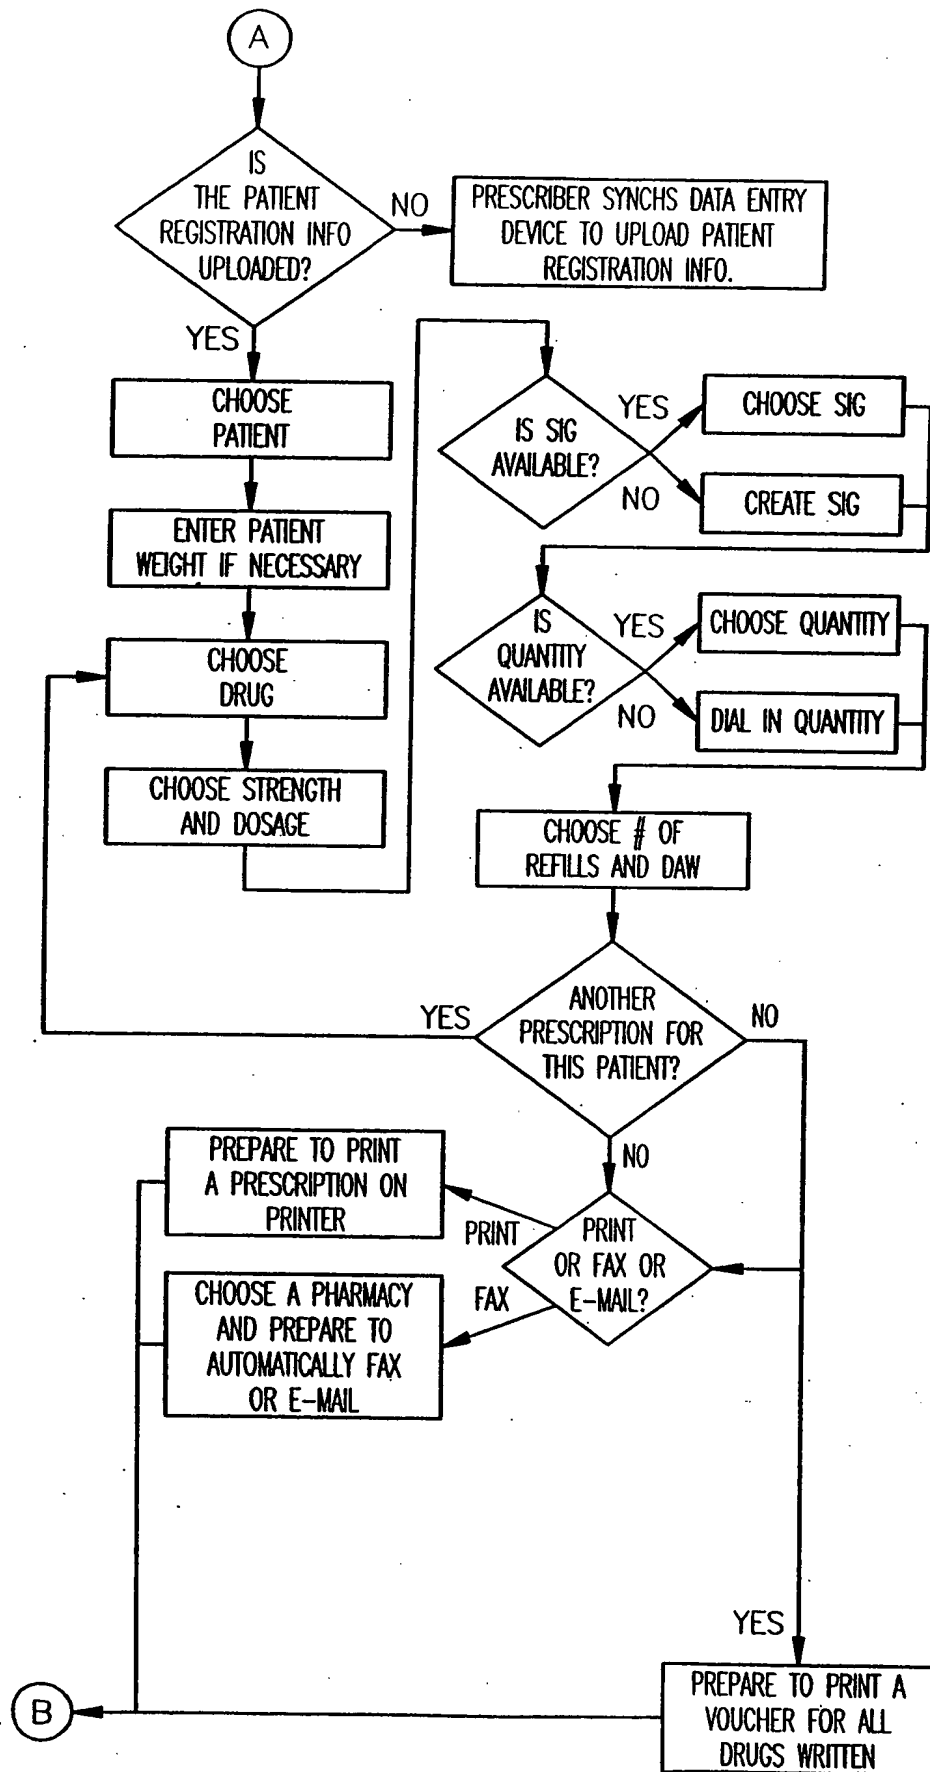 A
IS
THE PATIENT
REGISTRATION INFO
UPLOADED?
NO
PRESCRIBER SYNCHS DATA ENTRY
DEVICE TO UPLOAD PATIENT
REGISTRATION INFO.
YES
CHOOSE
PATIENT
ENTER PATIENT
WEIGHT IF NECESSARY
CHOOSE
DRUG
CHOOSE STRENGTH
AND DOSAGE
IS SIG
AVAILABLE?
YES
CHOOSE SIG
NO
CREATE SIG
IS
QUANTITY
AVAILABLE?
YES
CHOOSE QUANTITY
NO
DIAL IN QUANTITY
CHOOSE # OF
REFILLS AND DAW
ANOTHER
PRESCRIPTION FOR
THIS PATIENT?
YES
NO
NO
PRINT
OR FAX OR
E-MAIL?
PRINT
PREPARE TO PRINT
A PRESCRIPTION ON
PRINTER
FAX
CHOOSE A PHARMACY
AND PREPARE TO
AUTOMATICALLY FAX
OR E-MAIL
YES
PREPARE TO PRINT A
VOUCHER FOR ALL
DRUGS WRITTEN
B